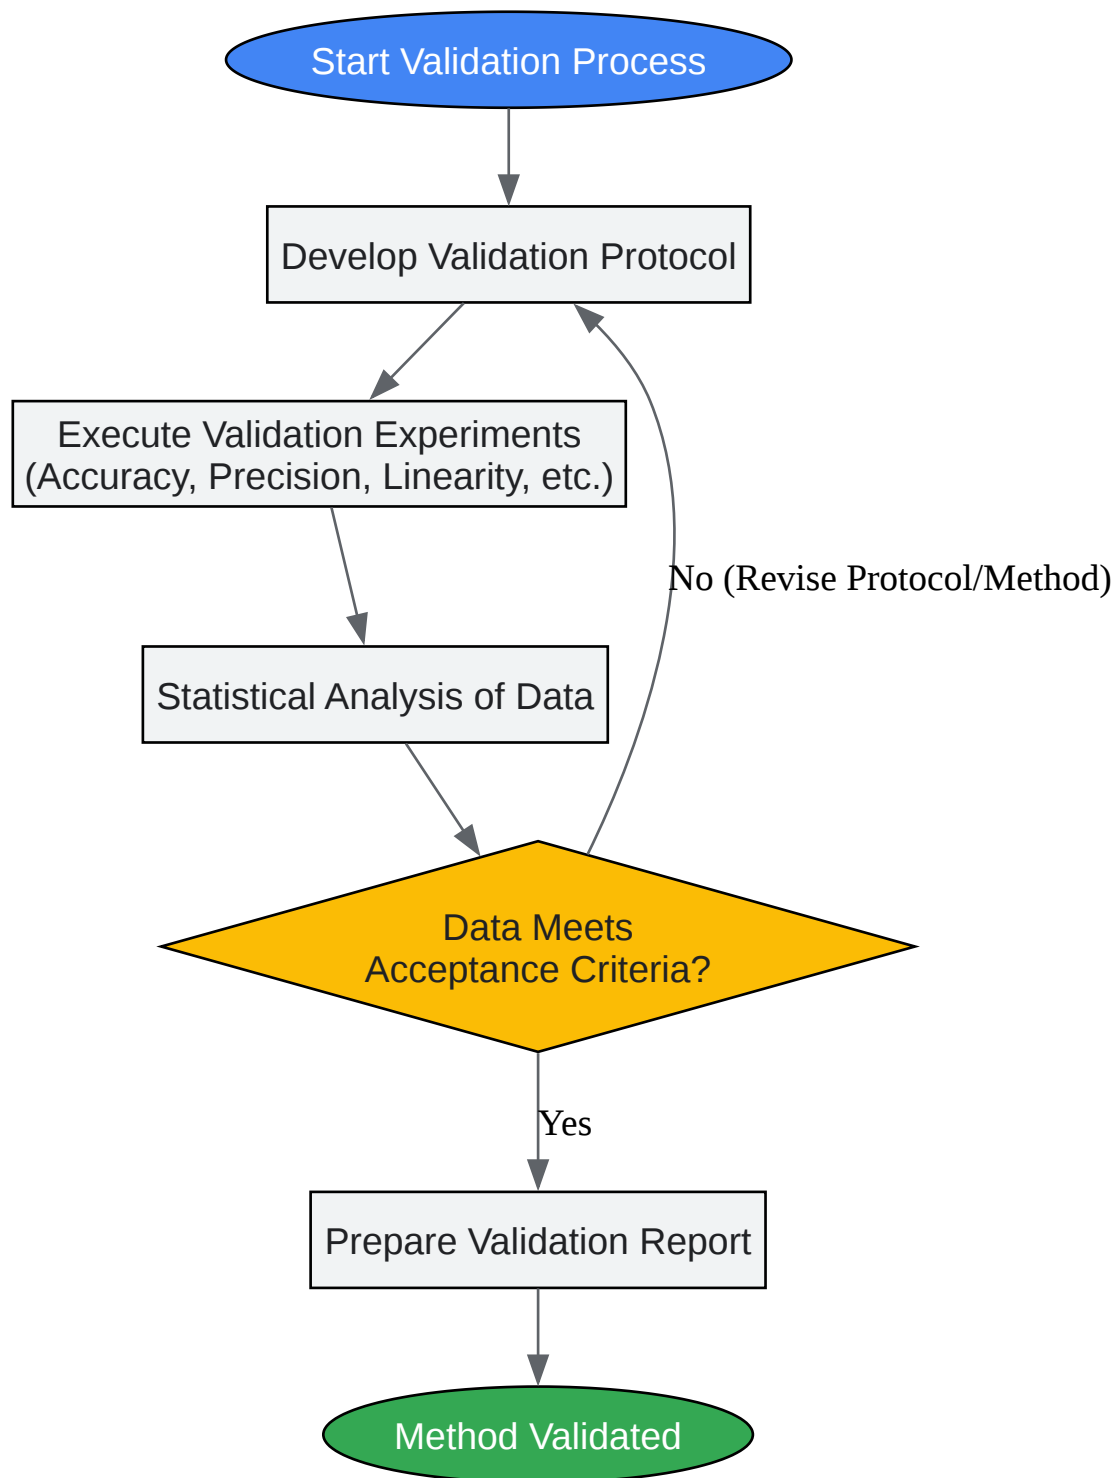 Start Validation Process
Develop Validation Protocol
Execute Validation Experiments
(Accuracy, Precision, Linearity, etc.)
No (Revise Protocol/Method)
Statistical Analysis of Data
Data Meets
Acceptance Criteria?
Yes
Prepare Validation Report
Method Validated